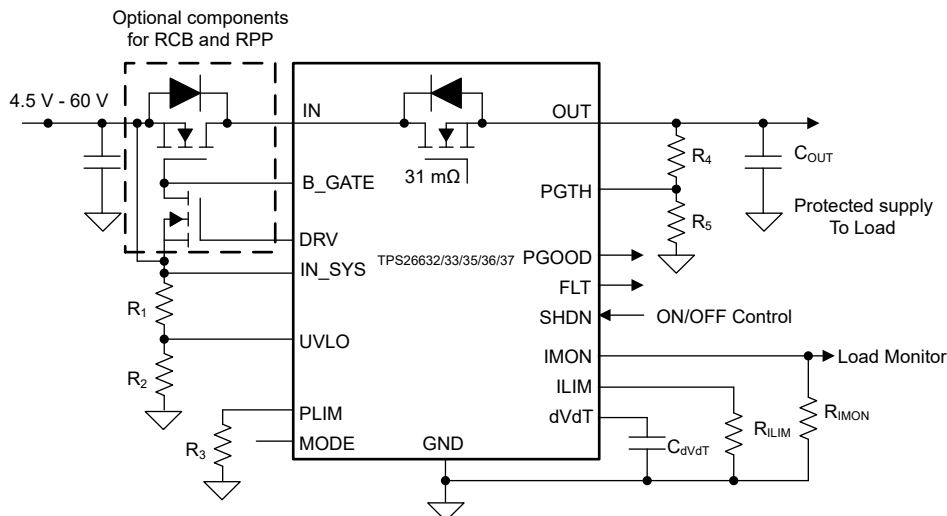 Optional components
for RCB and RPP
4.5 V - 60 V
IN
OUT
31 mΩ
R4
COUT
B_GATE
PGTH
R5
Protected supply
To Load
DRV
TPS26632/33/35/36/37
PGOOD
IN_SYS
FLT
R1
SHDN
ON/OFF Control
UVLO
IMON
Load Monitor
R2
ILIM
PLIM
dVdT
RILIM
RIMON
R3
MODE
GND
CdVdT